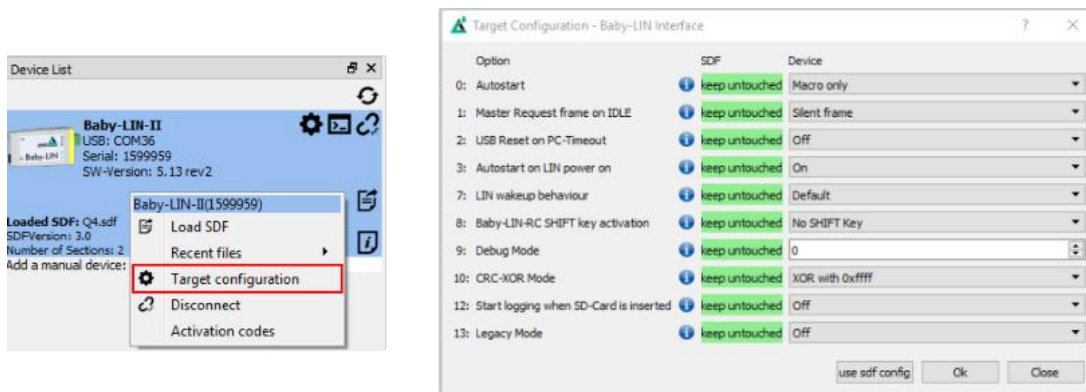 Device List
Baby-LIN-II
USB: COM36
Serial: 1599959
SW-Version: 5.13 rev2
Baby-LIN
Loaded SDF: Q4.sdf
SDFVersion: 3.0
Number of Sections: 2
Add a manual device:
Baby-LIN-II(1599959)
Load SDF
Recent files
Target configuration
Disconnect
Activation codes
Target Configuration - Baby-LIN Interface
Option SDF Device
0: Autostart keep untouched Macro only
1: Master Request frame on IDLE keep untouched Silent frame
2: USB Reset on PC-Timeout keep untouched Off
3: Autostart on LIN power on keep untouched On
7: LIN wakeup behaviour keep untouched Default
8: Baby-LIN-RC SHIFT key activation keep untouched No SHIFT Key
9: Debug Mode keep untouched 0
10: CRC-XOR Mode keep untouched XOR with 0xffff
12: Start logging when SD-Card is inserted keep untouched Off
13: Legacy Mode keep untouched Off
use sdf config Ok Close